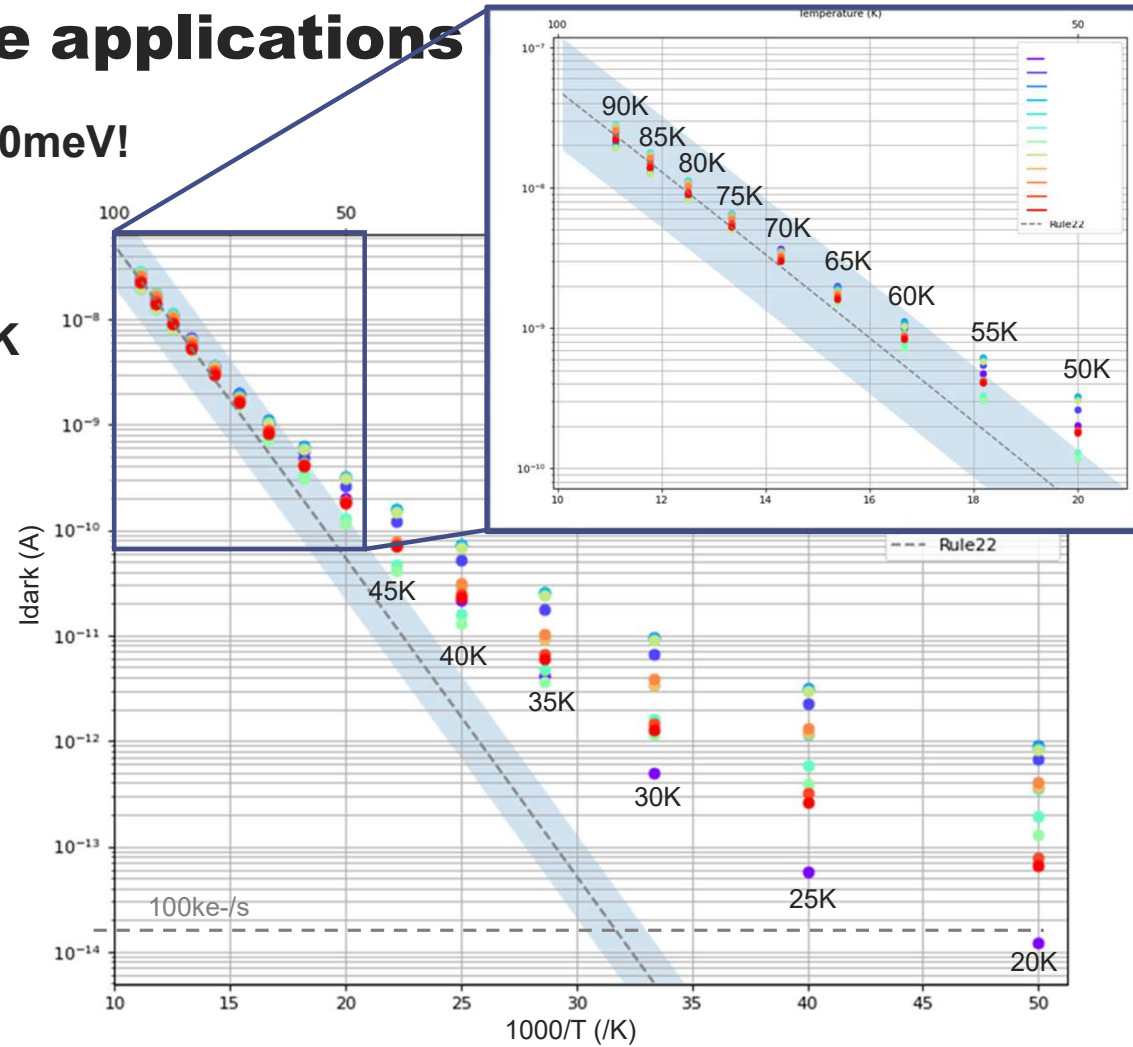 e applications
0meV!
K
Temperature (K)
100 50
10⁻⁷
10⁻⁸
10⁻⁹
10⁻¹⁰
90K
85K
80K
75K
70K
65K
60K
55K
50K
Rule22
10 12 14 16 18 20
100 50
10⁻⁸
10⁻⁹
10⁻¹⁰
10⁻¹¹
10⁻¹²
10⁻¹³
10⁻¹⁴
Idark (A)
Rule22
45K
40K
35K
30K
25K
20K
100ke-/s
10 15 20 25 30 35 40 45 50
1000/T (/K)